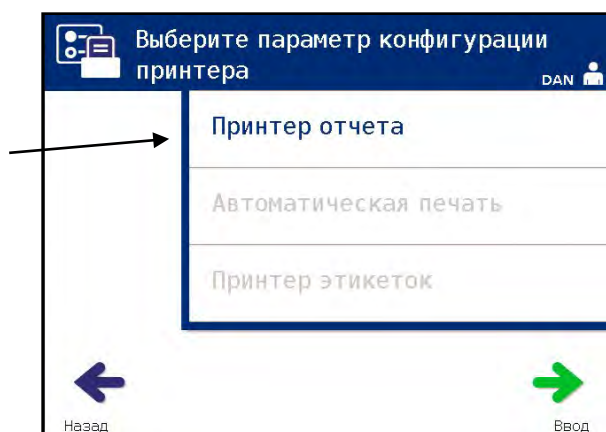 Выберите параметр конфигурации
принтера
DAN
Принтер отчета
Автоматическая печать
Принтер этикеток
Назад
Ввод